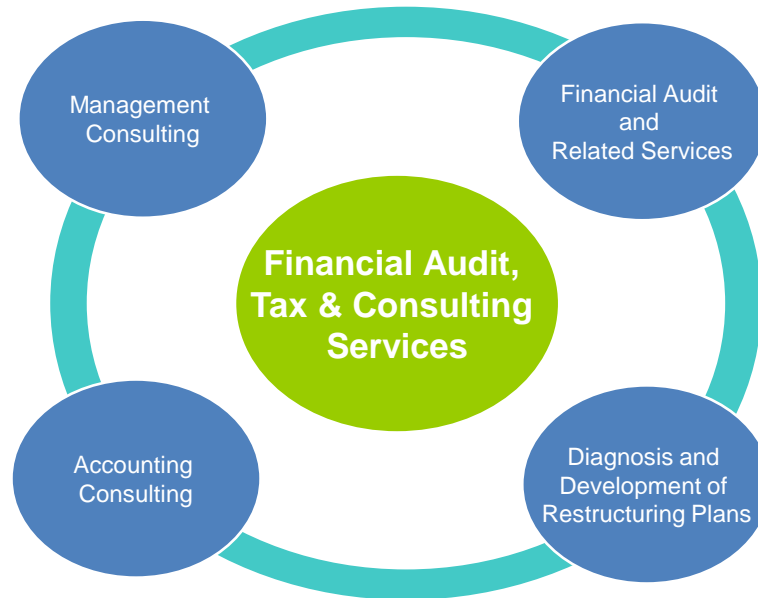 Management
Consulting
Financial Audit
and
Related Services
Financial Audit,
Tax & Consulting
Services
Accounting
Consulting
Diagnosis and
Development of
Restructuring Plans